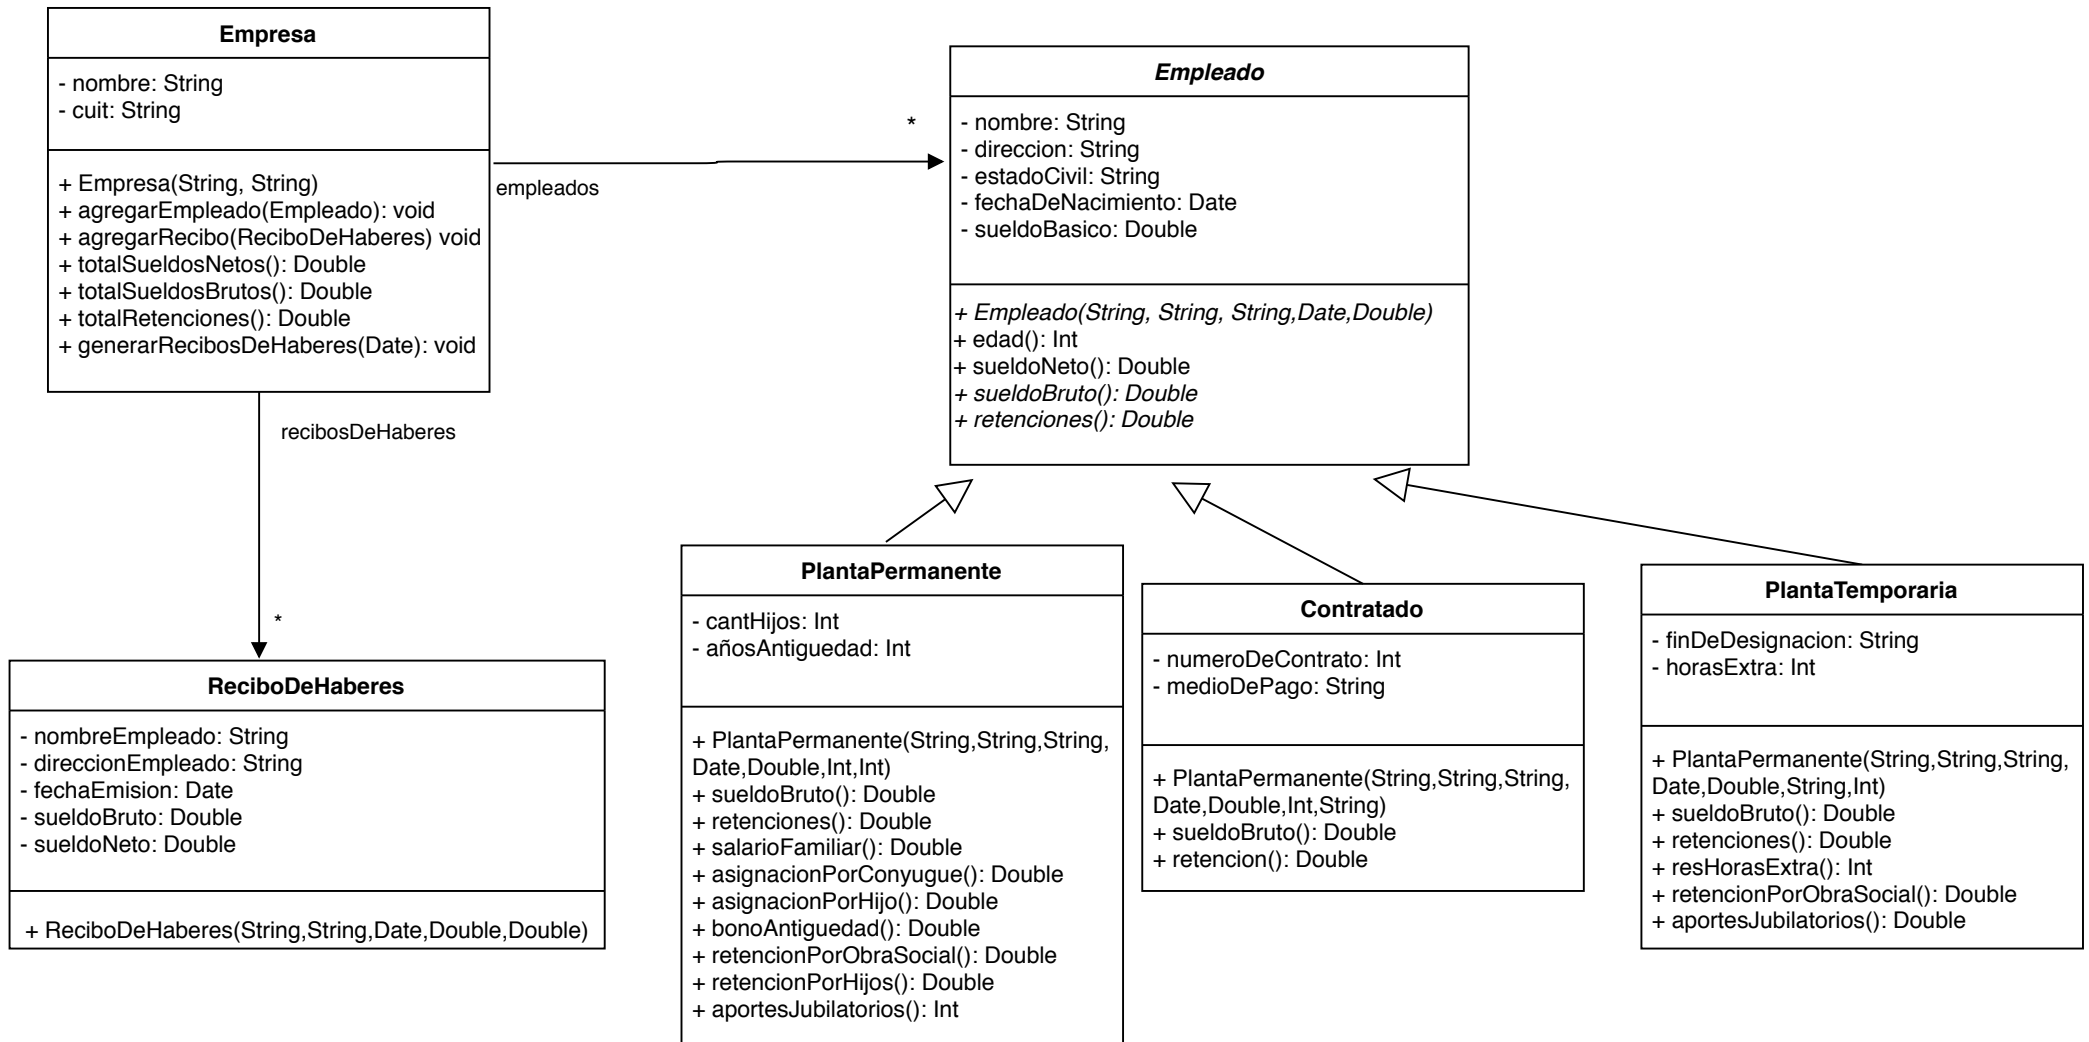 Empresa
- nombre: String
- cuit: String
+ Empresa(String, String)
+ agregarEmpleado(Empleado): void
+ agregarRecibo(ReciboDeHaberes) void
+ totalSueldosNetos(): Double
+ totalSueldosBrutos(): Double
+ totalRetenciones(): Double
+ generarRecibosDeHaberes(Date): void
empleados
*
Empleado
- nombre: String
- direccion: String
- estadoCivil: String
- fechaDeNacimiento: Date
- sueldoBasico: Double
+ Empleado(String, String, String,Date,Double)
+ edad(): Int
+ sueldoNeto(): Double
+ sueldoBruto(): Double
+ retenciones(): Double
recibosDeHaberes
*
ReciboDeHaberes
- nombreEmpleado: String
- direccionEmpleado: String
- fechaEmision: Date
- sueldoBruto: Double
- sueldoNeto: Double
+ ReciboDeHaberes(String,String,Date,Double,Double)
PlantaPermanente
- cantHijos: Int
- añosAntiguedad: Int
+ PlantaPermanente(String,String,String,
Date,Double,Int,Int)
+ sueldoBruto(): Double
+ retenciones(): Double
+ salarioFamiliar(): Double
+ asignacionPorConyugue(): Double
+ asignacionPorHijo(): Double
+ bonoAntiguedad(): Double
+ retencionPorObraSocial(): Double
+ retencionPorHijos(): Double
+ aportesJubilatorios(): Int
Contratado
- numeroDeContrato: Int
- medioDePago: String
+ PlantaPermanente(String,String,String,
Date,Double,Int,String)
+ sueldoBruto(): Double
+ retencion(): Double
PlantaTemporaria
- finDeDesignacion: String
- horasExtra: Int
+ PlantaPermanente(String,String,String,
Date,Double,String,Int)
+ sueldoBruto(): Double
+ retenciones(): Double
+ resHorasExtra(): Int
+ retencionPorObraSocial(): Double
+ aportesJubilatorios(): Double